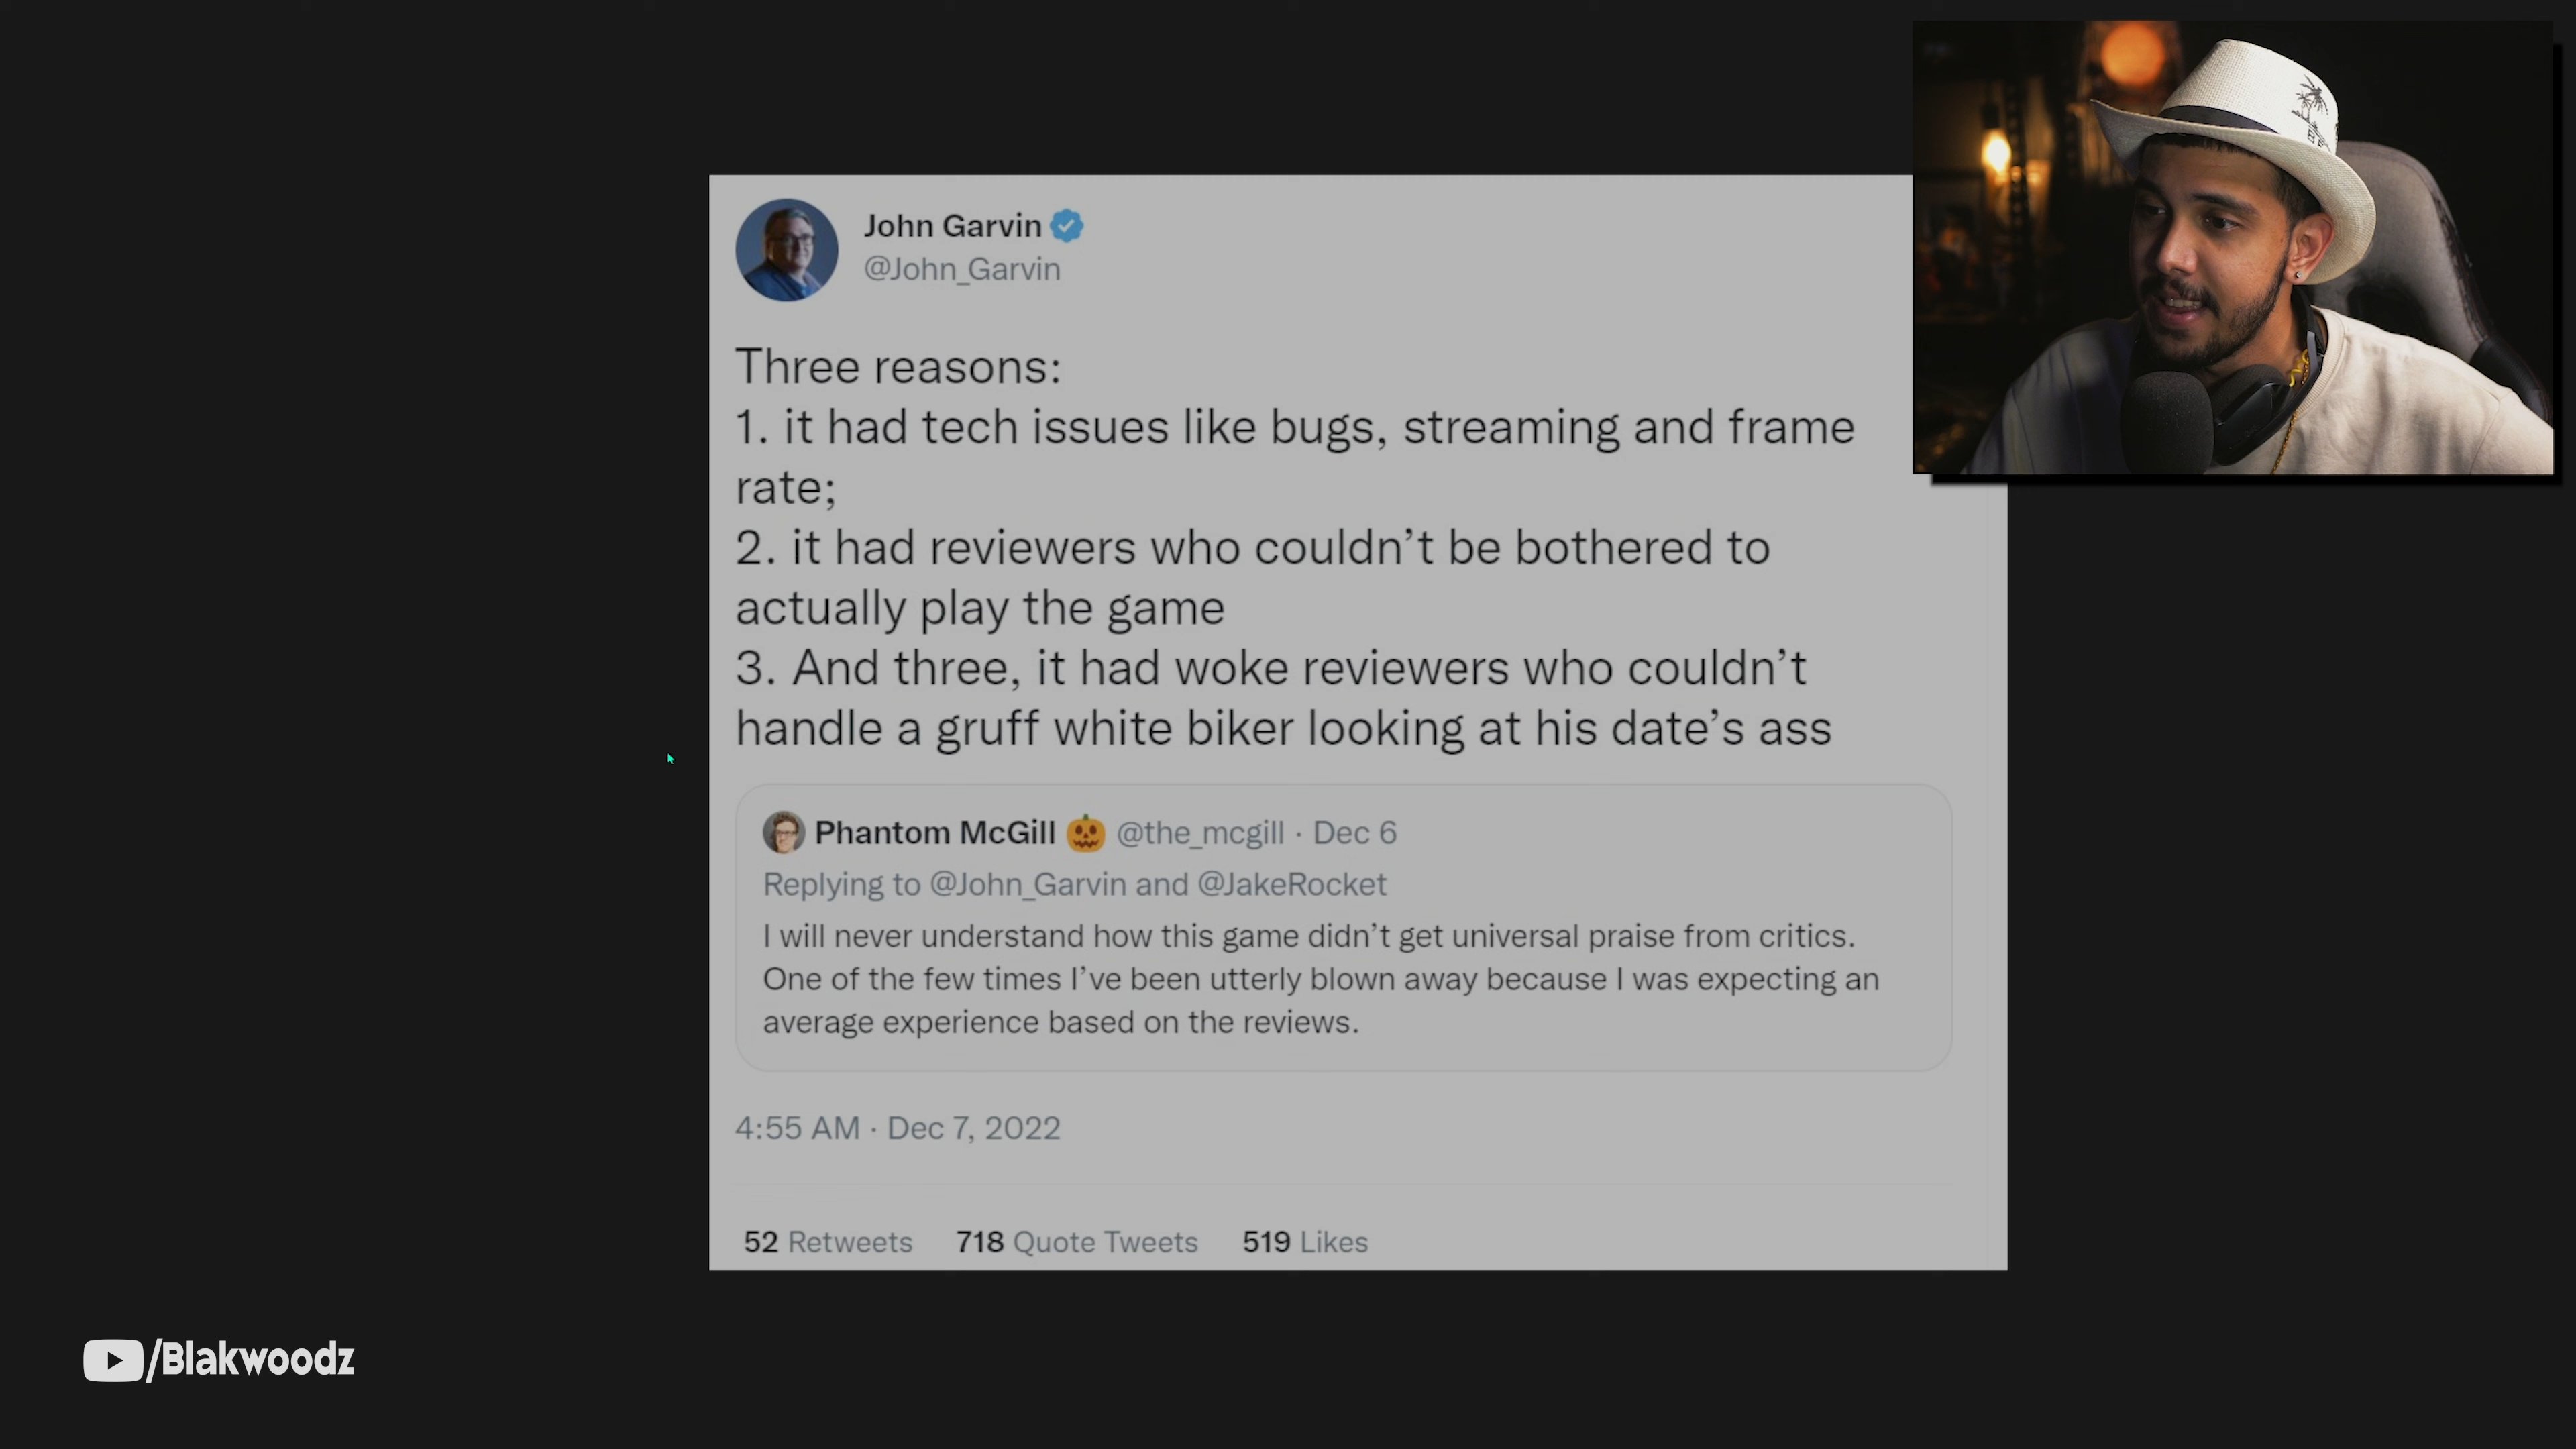 John Garvin
@John_Garvin
Three reasons:
1. it had tech issues like bugs, streaming and frame
rate;
2. it had reviewers who couldn’t be bothered to
actually play the game
3. And three, it had woke reviewers who couldn’t
handle a gruff white biker looking at his date’s ass
Phantom McGill 🎃 @the_mcgill · Dec 6
Replying to @John_Garvin and @JakeRocket
I will never understand how this game didn’t get universal praise from critics.
One of the few times I’ve been utterly blown away because I was expecting an
average experience based on the reviews.
4:55 AM · Dec 7, 2022
52 Retweets 718 Quote Tweets 519 Likes
/Blakwoodz